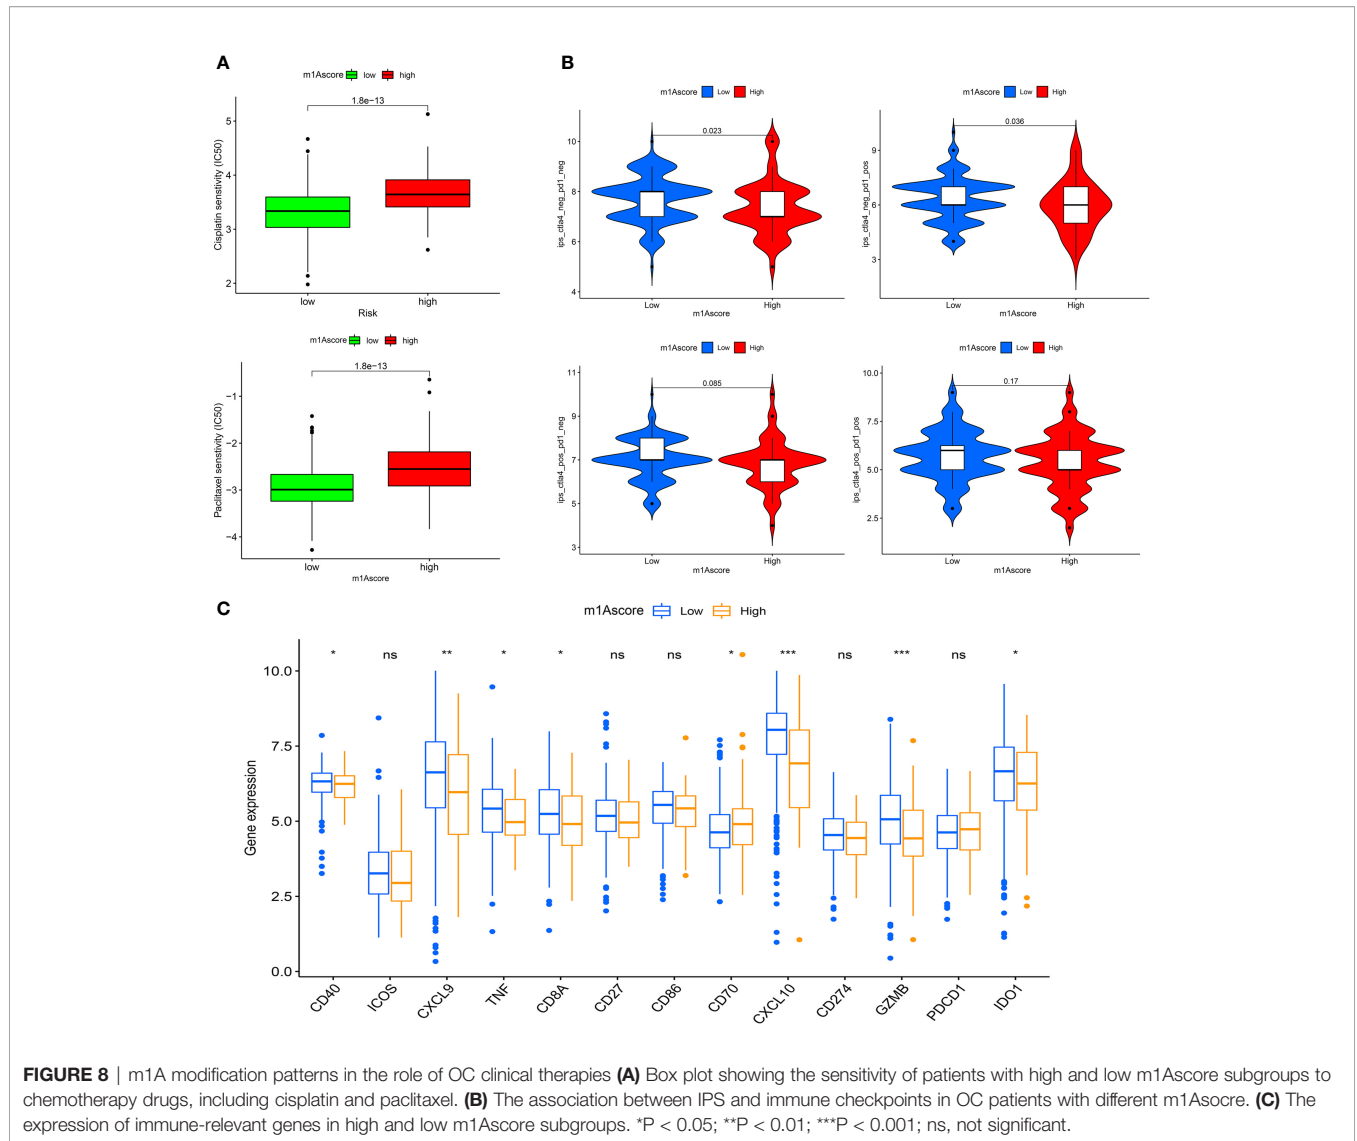 A
m1Ascore low high
1.8e-13
5
4
3
2
Cisplatin sensitivity (IC50)
low high
Risk
m1Ascore low high
1.8e-13
−1
−2
−3
−4
Paclitaxel senstivity (IC50)
low high
m1Ascore
B
m1Ascore Low High
0.023
10
8
6
4
ips_ctla4_neg_pd1_neg
Low High
m1Ascore
m1Ascore Low High
0.036
9
6
3
ips_ctla4_neg_pd1_pos
Low High
m1Ascore
m1Ascore Low High
0.085
11
9
7
5
3
ips_ctla4_pos_pd1_neg
Low High
m1Ascore
m1Ascore Low High
0.17
10.0
7.5
5.0
2.5
ips_ctla4_pos_pd1_pos
Low High
m1Ascore
C
m1Ascore Low High
* ns ** * * ns ns * *** ns *** ns *
10.0
7.5
5.0
2.5
0.0
Gene expression
CD40 ICOS CXCL9 TNF CD8A CD27 CD86 CD70 CXCL10 CD274 GZMB PDCD1 IDO1
FIGURE 8 | m1A modification patterns in the role of OC clinical therapies (A) Box plot showing the sensitivity of patients with high and low m1Ascore subgroups to
chemotherapy drugs, including cisplatin and paclitaxel. (B) The association between IPS and immune checkpoints in OC patients with different m1Asocre. (C) The
expression of immune-relevant genes in high and low m1Ascore subgroups. *P < 0.05; **P < 0.01; ***P < 0.001; ns, not significant.